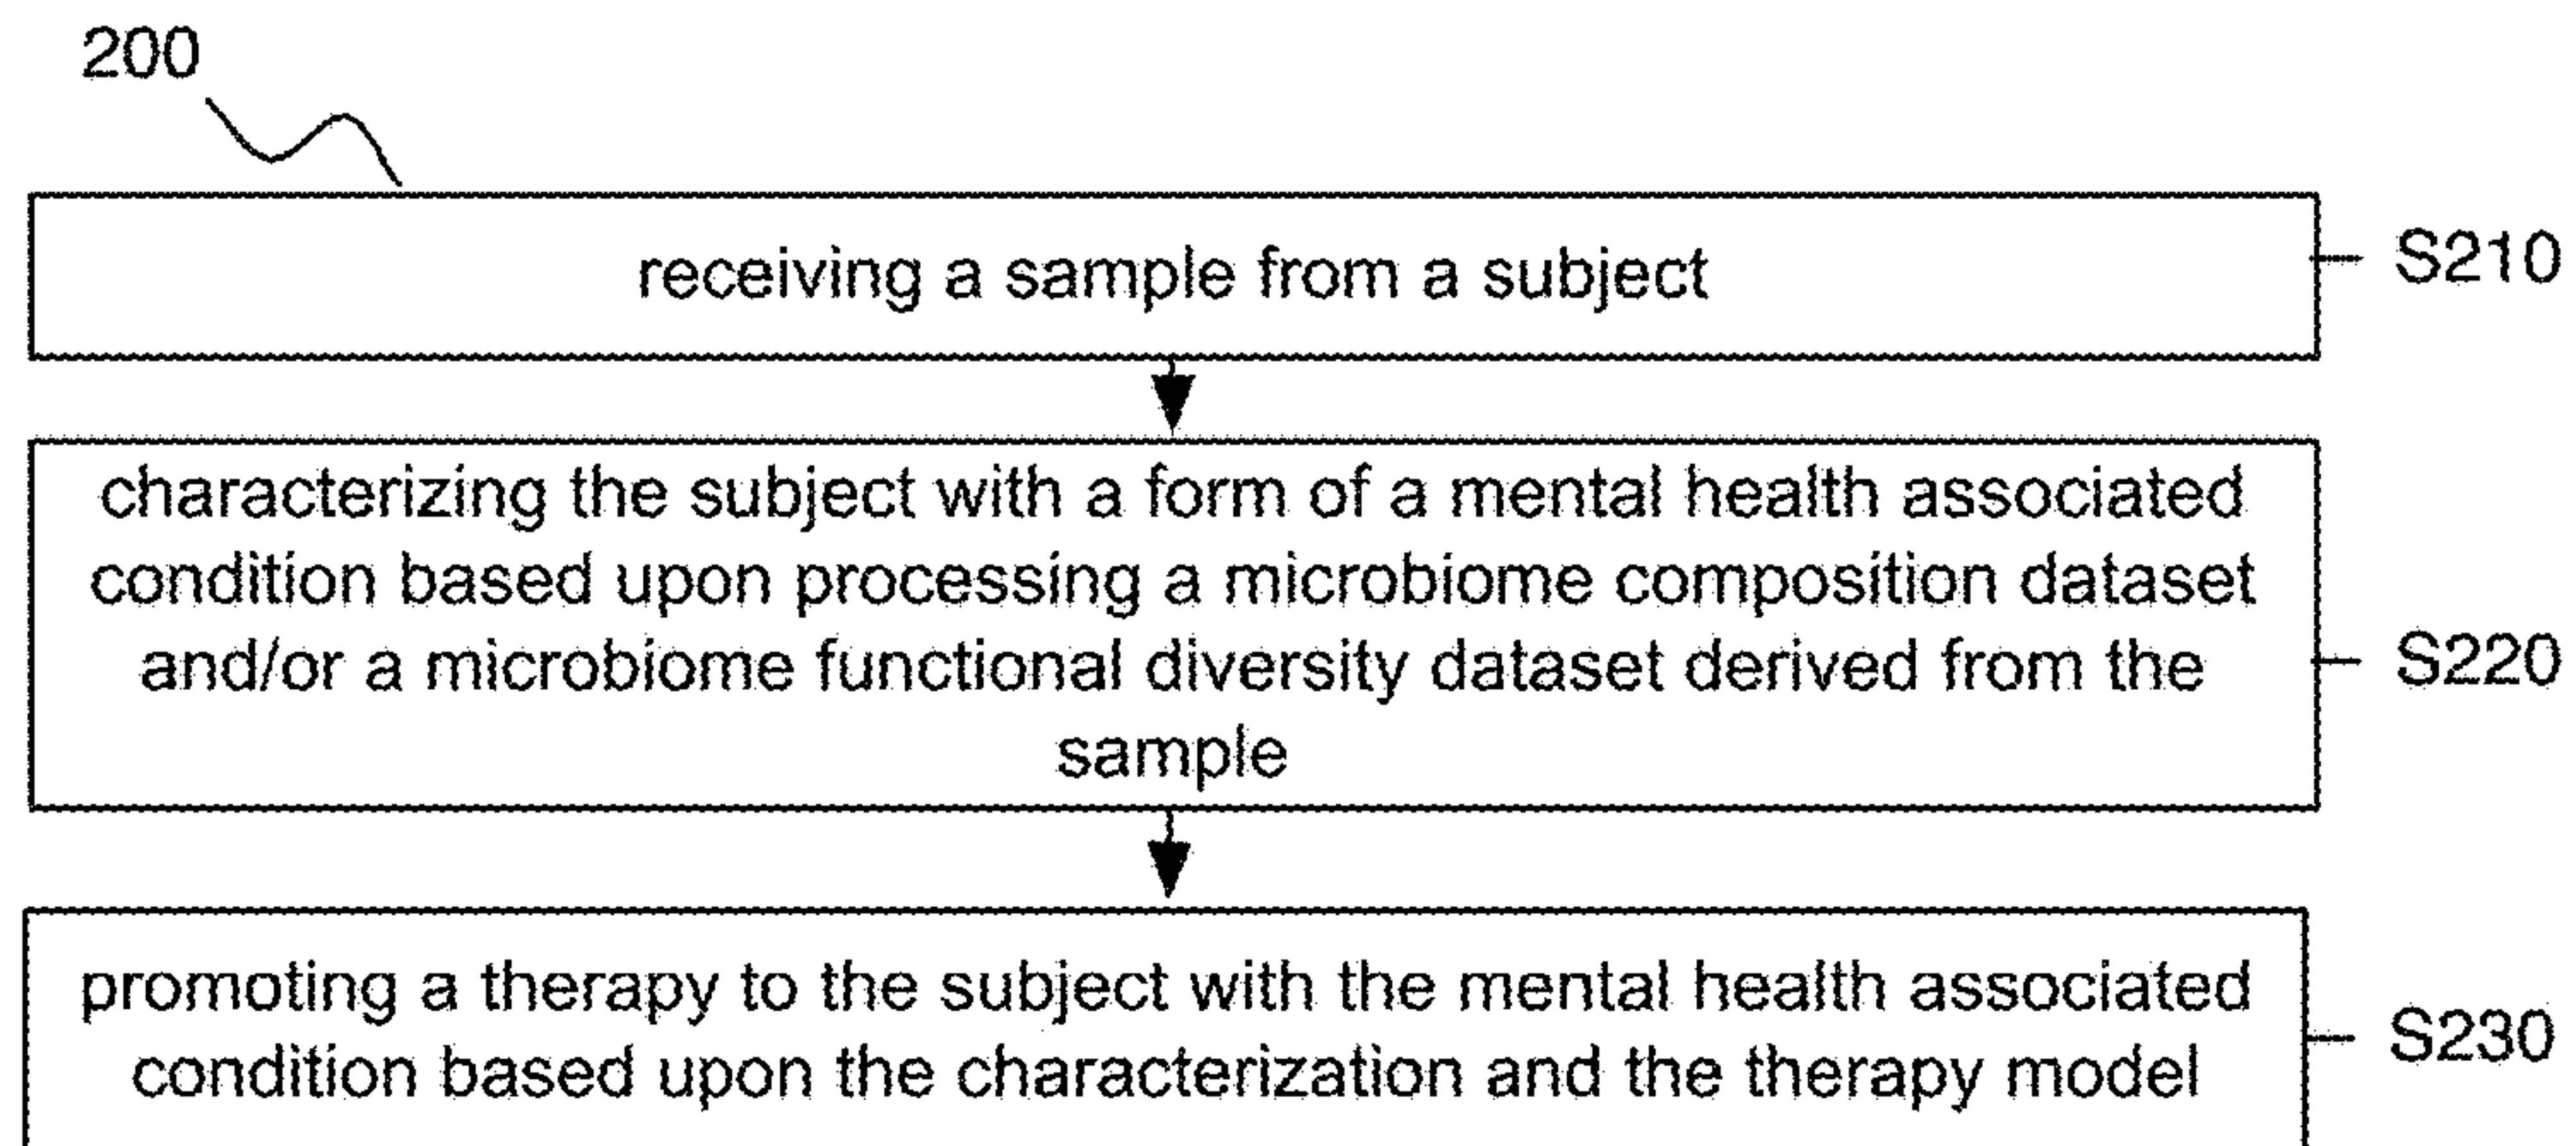 200
receiving a sample from a subject
S210
characterizing the subject with a form of a mental health associated
condition based upon processing a microbiome composition dataset
and/or a microbiome functional diversity dataset derived from the
sample
S220
promoting a therapy to the subject with the mental health associated
condition based upon the characterization and the therapy model
S230